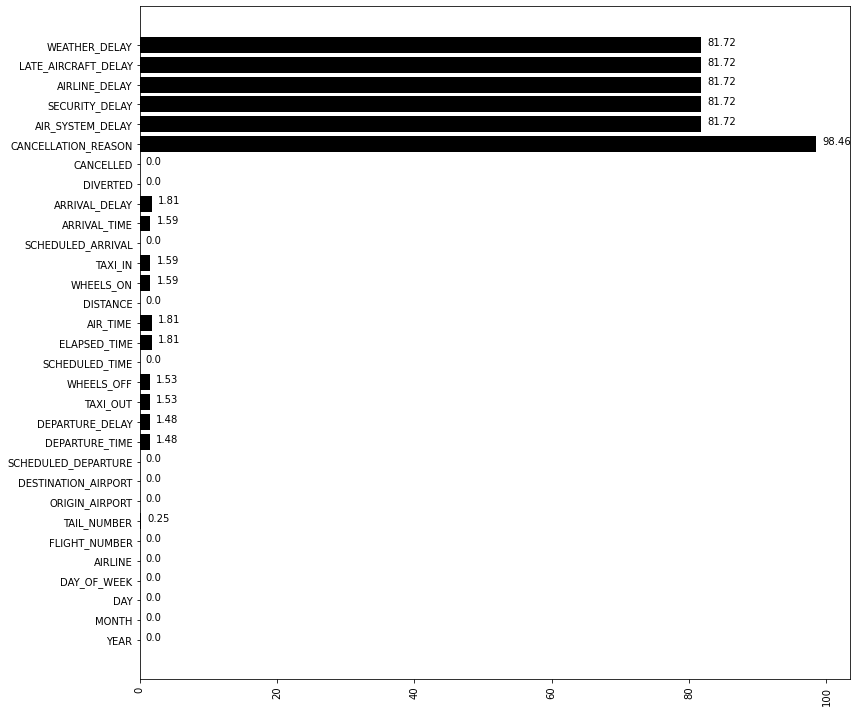 WEATHER_DELAY 81.72
LATE_AIRCRAFT_DELAY 81.72
AIRLINE_DELAY 81.72
SECURITY_DELAY 81.72
AIR_SYSTEM_DELAY 81.72
CANCELLATION_REASON 98.46
CANCELLED 0.0
DIVERTED 0.0
ARRIVAL_DELAY 1.81
ARRIVAL_TIME 1.59
SCHEDULED_ARRIVAL 0.0
TAXI_IN 1.59
WHEELS_ON 1.59
DISTANCE 0.0
AIR_TIME 1.81
ELAPSED_TIME 1.81
SCHEDULED_TIME 0.0
WHEELS_OFF 1.53
TAXI_OUT 1.53
DEPARTURE_DELAY 1.48
DEPARTURE_TIME 1.48
SCHEDULED_DEPARTURE 0.0
DESTINATION_AIRPORT 0.0
ORIGIN_AIRPORT 0.0
TAIL_NUMBER 0.25
FLIGHT_NUMBER 0.0
AIRLINE 0.0
DAY_OF_WEEK 0.0
DAY 0.0
MONTH 0.0
YEAR 0.0
0 20 40 60 80 100